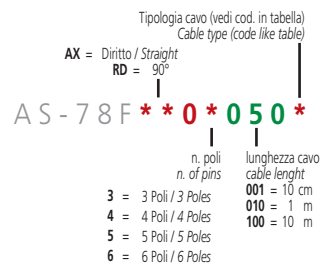 Tipologia cavo (vedi cod. in tabella)
Cable type (code like table)
AX = Diritto / Straight
RD = 90°
AS-78F**0*050*
n. poli
n. of pins
3 = 3 Poli / 3 Poles
4 = 4 Poli / 4 Poles
5 = 5 Poli / 5 Poles
6 = 6 Poli / 6 Poles
lunghezza cavo
cable lenght
001 = 10 cm
010 = 1 m
100 = 10 m